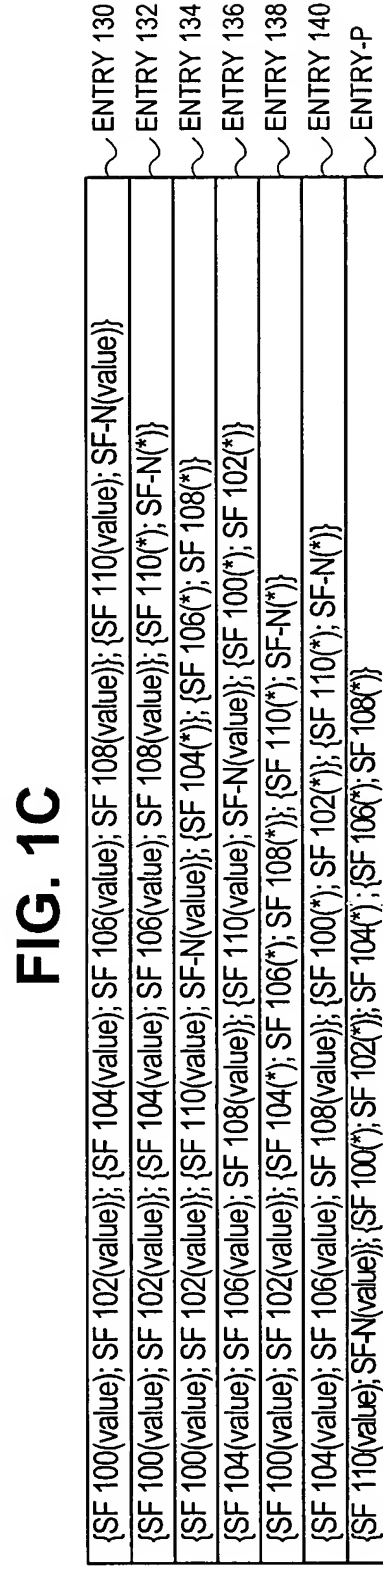 FIG. 1C
{SF 100(value); SF 102(value)}; {SF 104(value); SF 106(value); SF 108(value)}; {SF 110(value); SF-N(value)} ENTRY 130
{SF 100(value); SF 102(value)}; {SF 104(value); SF 106(value); SF 108(value)}; {SF 110(*); SF-N(*)} ENTRY 132
{SF 100(value); SF 102(value)}; {SF 110(value); SF-N(value)}; {SF 104(*)}; {SF 106(*); SF 108(*)} ENTRY 134
{SF 104(value); SF 106(value); SF 108(value)}; {SF 110(value); SF-N(value)}; {SF 100(*); SF 102(*)} ENTRY 136
{SF 100(value); SF 102(value)}; {SF 104(*); SF 106(*); SF 108(*)}; {SF 110(*); SF-N(*)} ENTRY 138
{SF 104(value); SF 106(value); SF 108(value)}; {SF 100(*); SF 102(*)}; {SF 110(*); SF-N(*)} ENTRY 140
{SF 110(value); SF-N(value)}; {SF 100(*); SF 102(*)}; SF 104(*) ; {SF 106(*); SF 108(*)} ENTRY-P